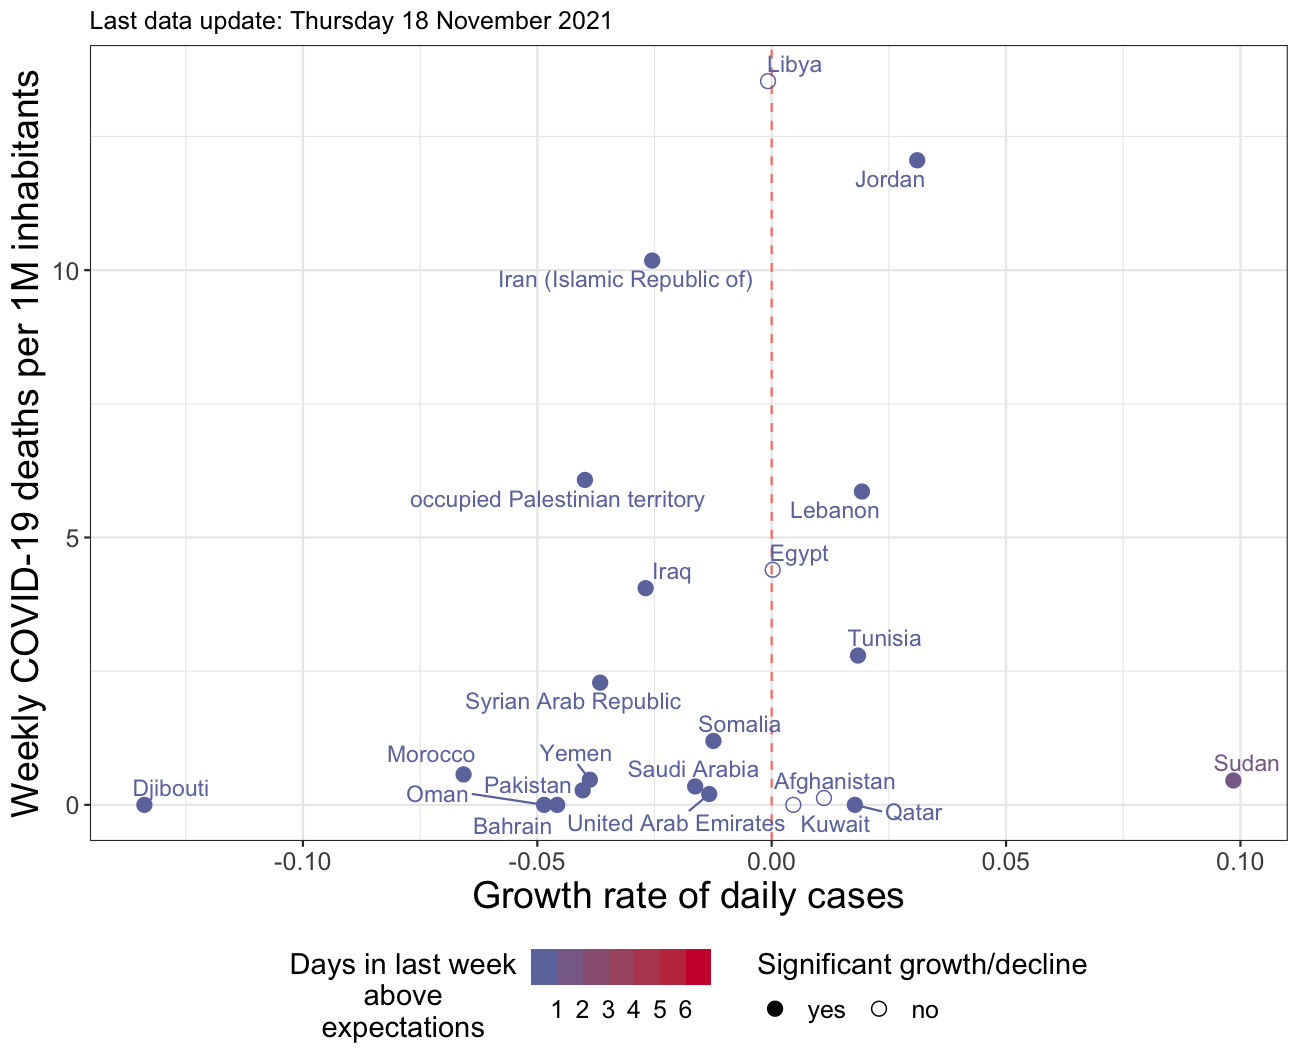 Last data update: Thursday 18 November 2021
Weekly COVID-19 deaths per 1M inhabitants
10
5
0
Libya
Jordan
Iran (Islamic Republic of)
occupied Palestinian territory
Lebanon
Egypt
Iraq
Tunisia
Syrian Arab Republic
Somalia
Morocco
Yemen
Saudi Arabia
Sudan
Djibouti
Oman
Pakistan
Afghanistan
Bahrain
United Arab Emirates
Kuwait
Qatar
-0.10
-0.05
0.00
0.05
0.10
Growth rate of daily cases
Days in last week
above
expectations
1 2 3 4 5 6
Significant growth/decline
yes
no